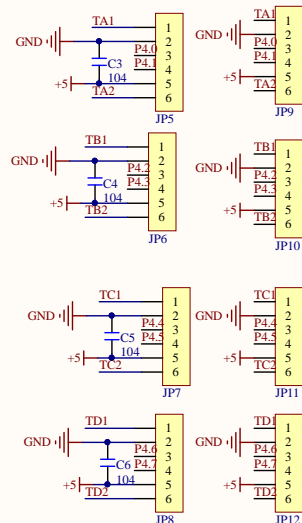 TA1 1 TA1 1
GND 2 GND 2
P4.0 3 P4.0 3
C3 P4.1 4 P4.1 4
+5 104 5 +5 5
TA2 6 TA2 6
JP5 JP9
TB1 1 TB1 1
GND 2 GND 2
P4.2 3 P4.2 3
C4 P4.3 4 P4.3 4
+5 104 5 +5 5
TB2 6 TB2 6
JP6 JP10
TC1 1 TC1 1
GND 2 GND 2
P4.4 3 P4.4 3
C5 P4.5 4 P4.5 4
+5 104 5 +5 5
TC2 6 TC2 6
JP7 JP11
TD1 1 TD1 1
GND 2 GND 2
P4.6 3 P4.6 3
C6 P4.7 4 P4.7 4
+5 104 5 +5 5
TD2 6 TD2 6
JP8 JP12